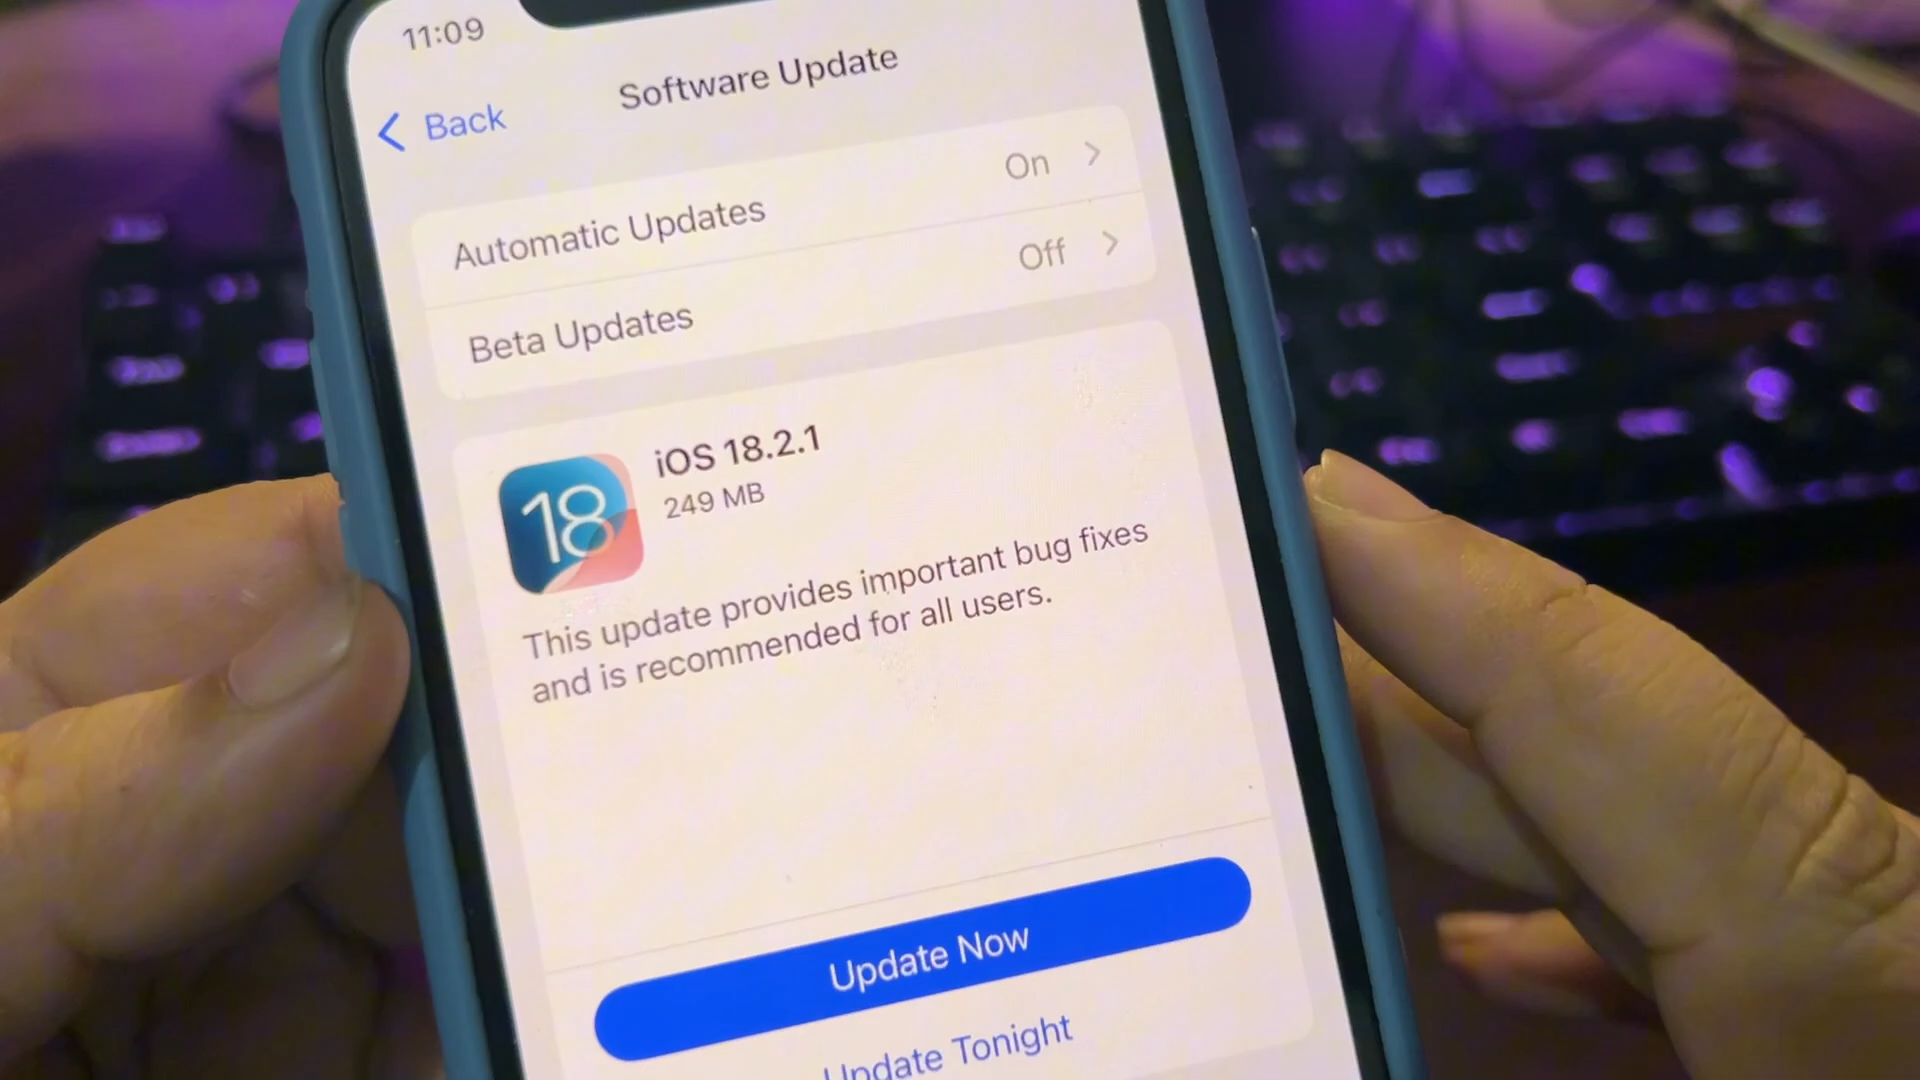 11:09
Back
Software Update
Automatic Updates On
Beta Updates Off
18
iOS 18.2.1
249 MB
This update provides important bug fixes
and is recommended for all users.
Update Now
Update Tonight